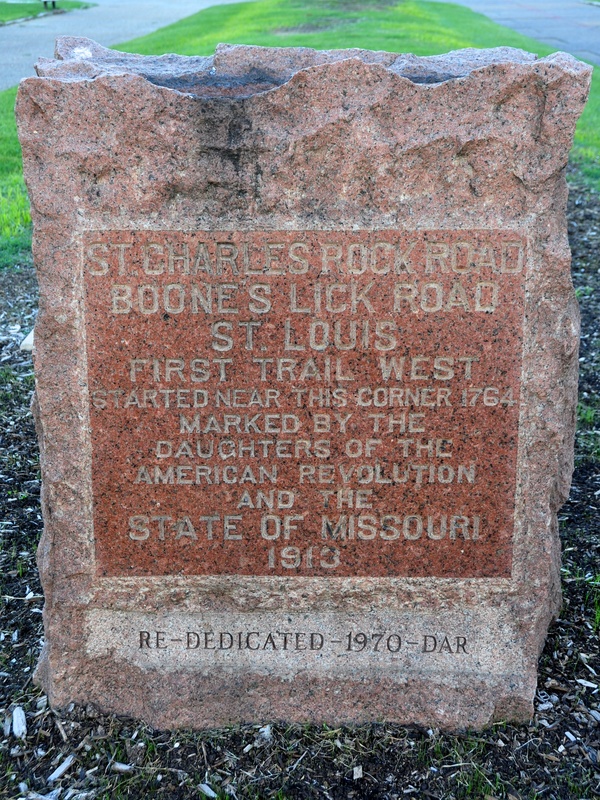 ST. CHARLES ROCK ROAD
BOONE'S LICK ROAD
ST. LOUIS
FIRST TRAIL WEST
STARTED NEAR THIS CORNER 1764
MARKED BY THE
DAUGHTERS OF THE
AMERICAN REVOLUTION
AND THE
STATE OF MISSOURI
1913
RE-DEDICATED-1970-DAR